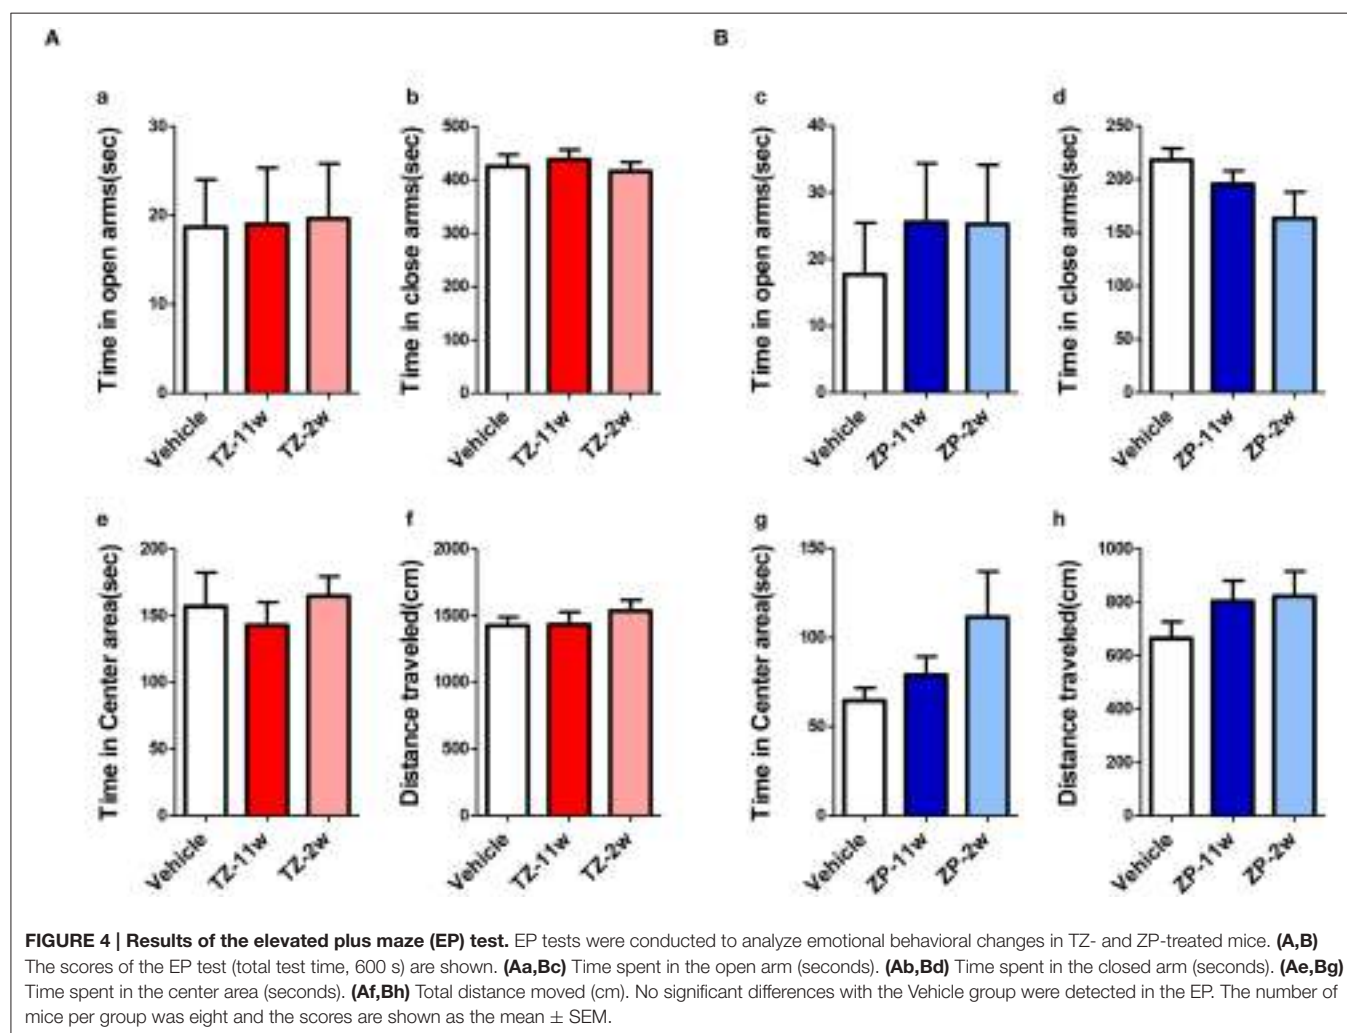 A
B
a
b
c
d
Time in open arms(sec)
30
20
10
0
Vehicle
TZ-11w
TZ-2w
Time in close arms(sec)
500
400
300
200
100
0
Vehicle
TZ-11w
TZ-2w
Time in open arms(sec)
40
30
20
10
0
Vehicle
ZP-11w
ZP-2w
Time in close arms(sec)
250
200
150
100
50
0
Vehicle
ZP-11w
ZP-2w
e
f
g
h
Time in Center area(sec)
200
150
100
50
0
Vehicle
TZ-11w
TZ-2w
Distance traveled(cm)
2000
1500
1000
500
0
Vehicle
TZ-11w
TZ-2w
Time in Center area(sec)
150
100
50
0
Vehicle
ZP-11w
ZP-2w
Distance traveled(cm)
1000
800
600
400
200
0
Vehicle
ZP-11w
ZP-2w
FIGURE 4 | Results of the elevated plus maze (EP) test. EP tests were conducted to analyze emotional behavioral changes in TZ- and ZP-treated mice. (A,B)
The scores of the EP test (total test time, 600 s) are shown. (Aa,Bc) Time spent in the open arm (seconds). (Ab,Bd) Time spent in the closed arm (seconds). (Ae,Bg)
Time spent in the center area (seconds). (Af,Bh) Total distance moved (cm). No significant differences with the Vehicle group were detected in the EP. The number of
mice per group was eight and the scores are shown as the mean ± SEM.